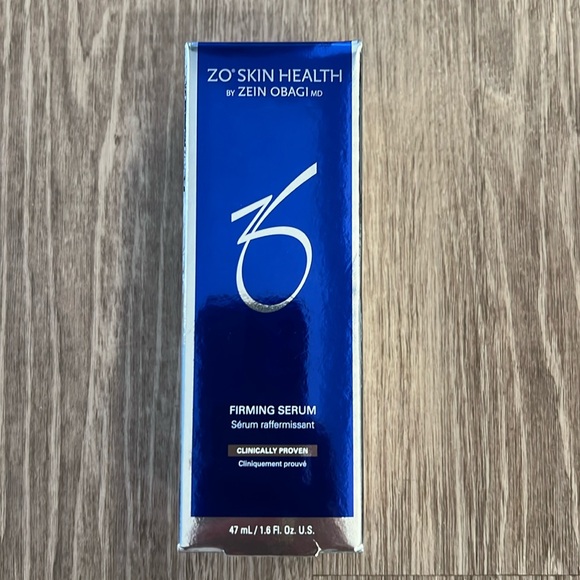 ZO® SKIN HEALTH
BY ZEIN OBAGI MD
FIRMING SERUM
Sérum raffermissant
CLINICALLY PROVEN
Cliniquement prouvé
47 mL / 1.6 Fl. Oz. U.S.